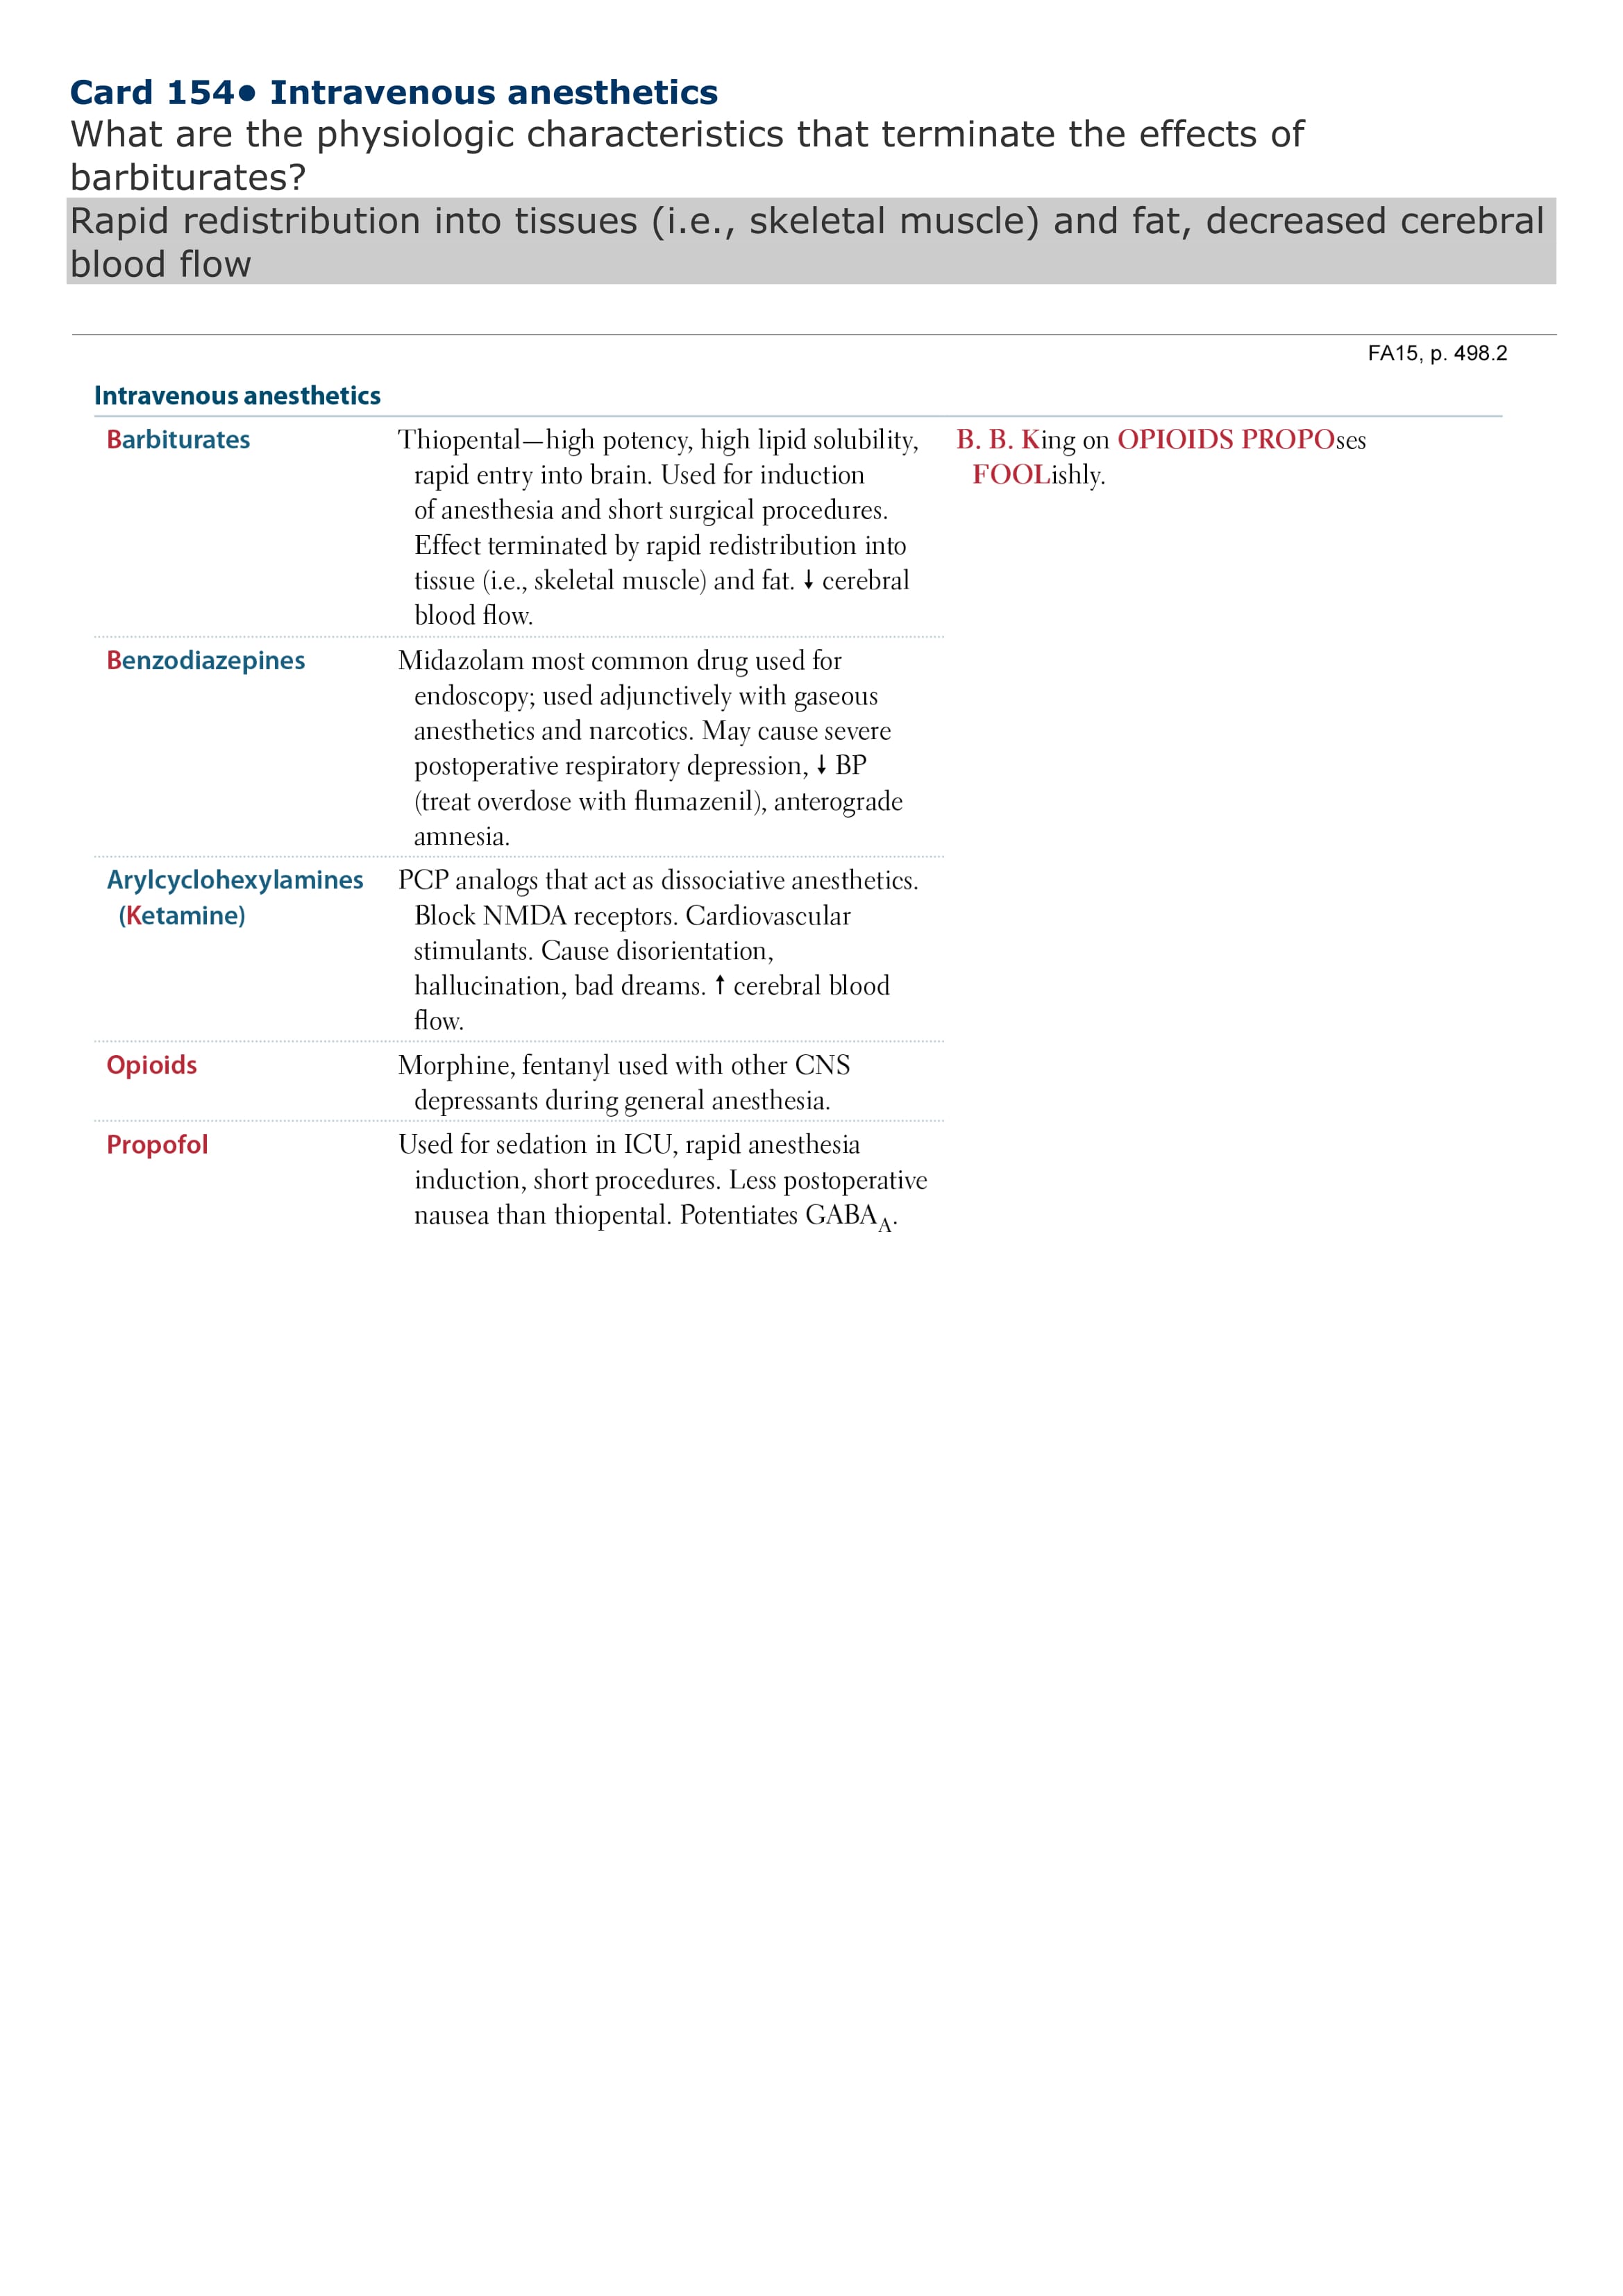 Card 154● Intravenous anesthetics
What are the physiologic characteristics that terminate the effects of
barbiturates?
Rapid redistribution into tissues (i.e., skeletal muscle) and fat, decreased cerebral
blood flow
FA15, p. 498.2
Intravenous anesthetics
Barbiturates
Thiopental—high potency, high lipid solubility,
rapid entry into brain. Used for induction
of anesthesia and short surgical procedures.
Effect terminated by rapid redistribution into
tissue (i.e., skeletal muscle) and fat. ↓ cerebral
blood flow.
B. B. King on OPIOIDS PROPOses
FOOLishly.
Benzodiazepines
Midazolam most common drug used for
endoscopy; used adjunctively with gaseous
anesthetics and narcotics. May cause severe
postoperative respiratory depression, ↓ BP
(treat overdose with flumazenil), anterograde
amnesia.
Arylcyclohexylamines
(Ketamine)
PCP analogs that act as dissociative anesthetics.
Block NMDA receptors. Cardiovascular
stimulants. Cause disorientation,
hallucination, bad dreams. ↑ cerebral blood
flow.
Opioids
Morphine, fentanyl used with other CNS
depressants during general anesthesia.
Propofol
Used for sedation in ICU, rapid anesthesia
induction, short procedures. Less postoperative
nausea than thiopental. Potentiates GABA_A.